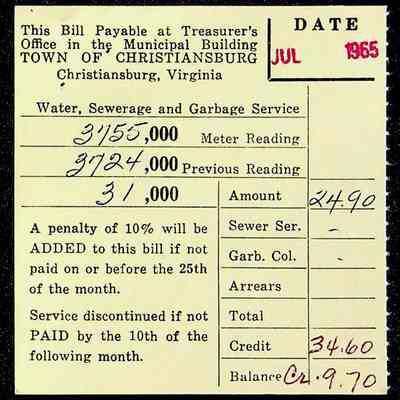 This Bill Payable at Treasurer's
Office in the Municipal Building
TOWN OF CHRISTIANSBURG
Christiansburg, Virginia
DATE
JUL 1965
Water, Sewerage and Garbage Service
3755,000 Meter Reading
3724,000 Previous Reading
31,000
Amount 24.90
Sewer Ser. -
Garb. Col. -
Arrears
Total
Credit 34.60
Balance Cr. 9.70
A penalty of 10% will be
ADDED to this bill if not
paid on or before the 25th
of the month.
Service discontinued if not
PAID by the 10th of the
following month.